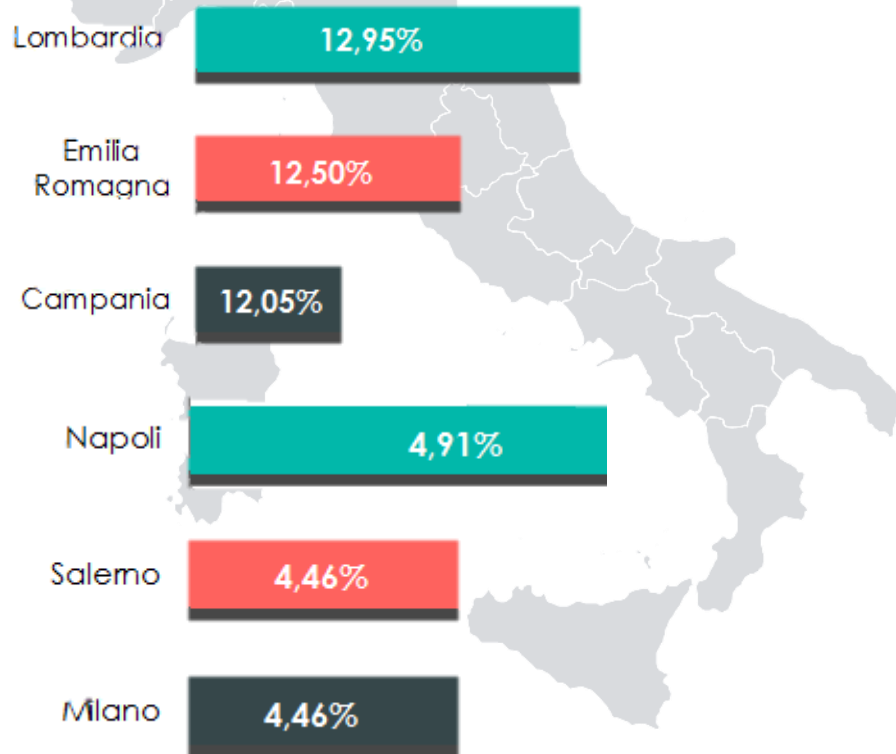 Lombardia
12,95%
Emilia
Romagna
12,50%
Campania
12,05%
Napoli
4,91%
Salerno
4,46%
Milano
4,46%